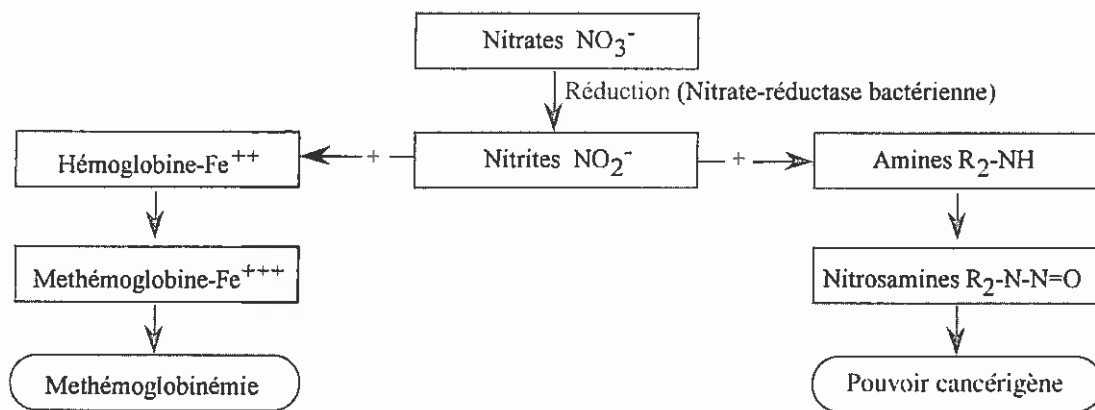 Nitrates NO3-
Réduction (Nitrate-réductase bactérienne)
Hémoglobine-Fe++
+
Nitrites NO2-
+
Amines R2-NH
Methémoglobine-Fe+++
Nitrosamines R2-N-N=O
Methémoglobinémie
Pouvoir cancérigène